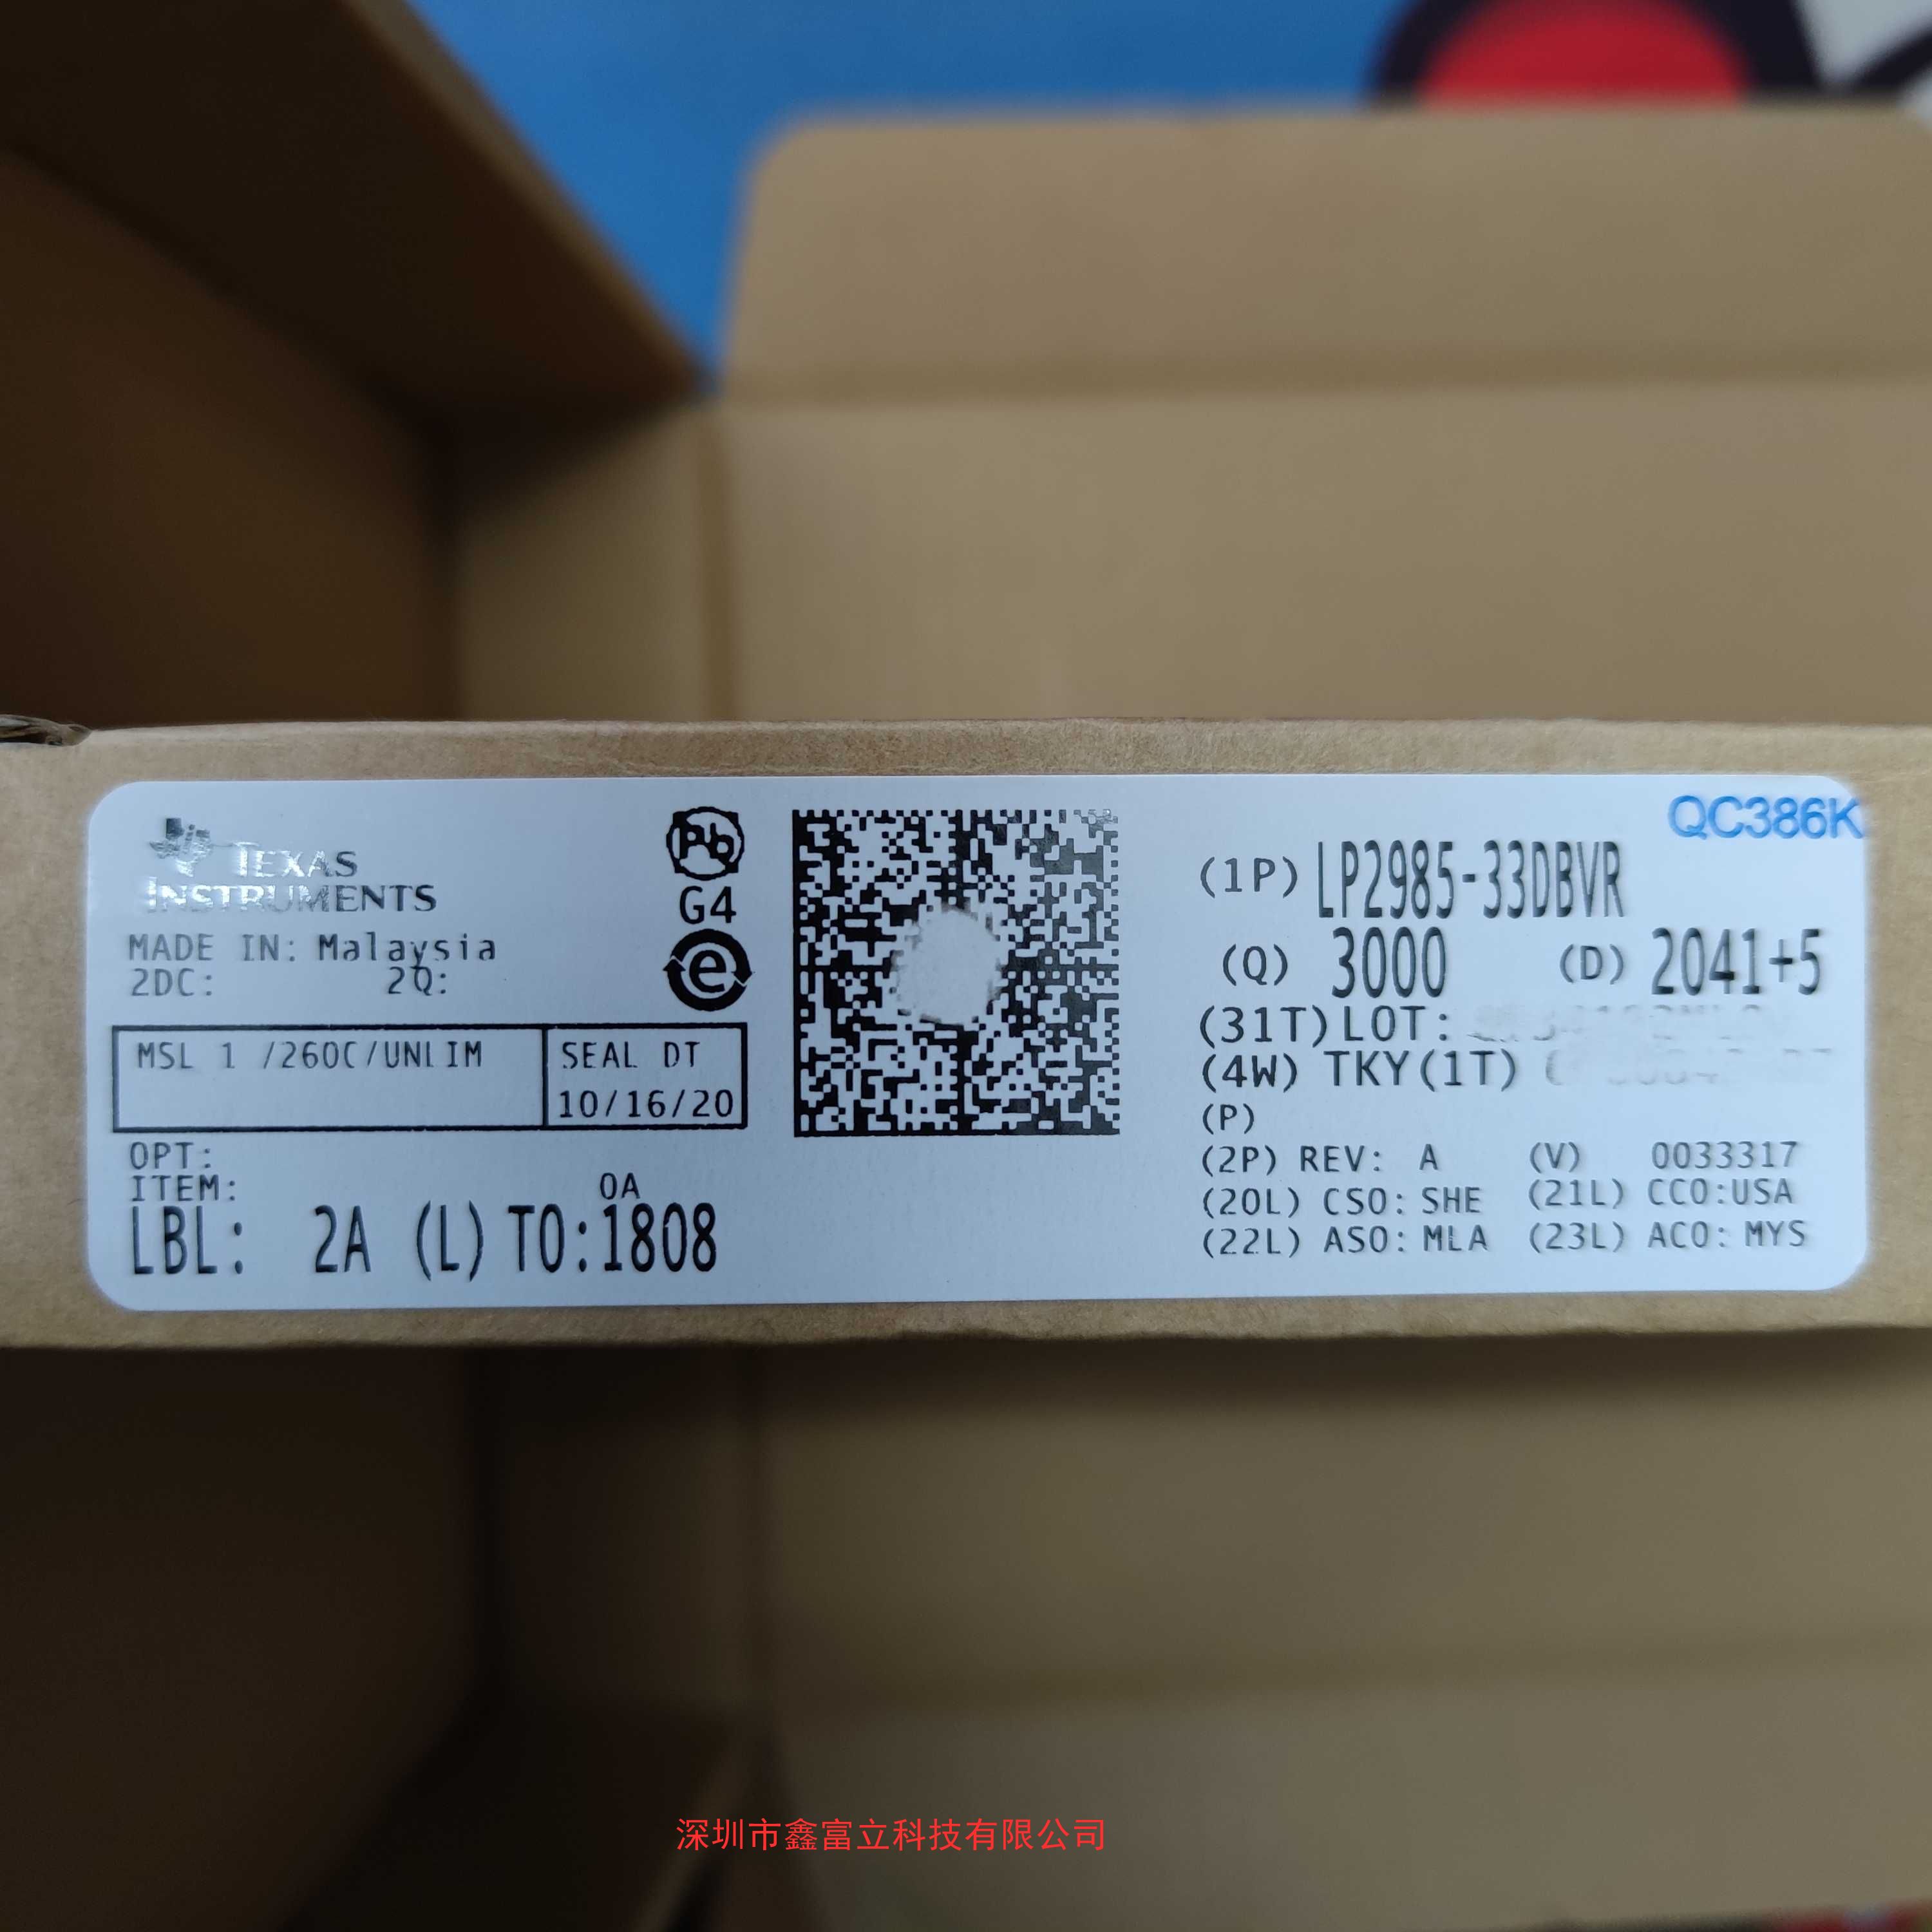 TEXAS
INSTRUMENTS
MADE IN: Malaysia
2DC: 2Q:
MSL 1 /260C/UNLIM
SEAL DT
10/16/20
OPT:
ITEM:
0A
LBL: 2A (L) TO:1808
Pb
G4
e
QC386K
(1P) LP2985-33DBVR
(Q) 3000 (D) 2041+5
(31T) LOT:
(4W) TKY(1T)
(P)
(2P) REV: A (V) 0033317
(20L) CSO: SHE (21L) CCO:USA
(22L) ASO: MLA (23L) ACO: MYS
深圳市鑫富立科技有限公司